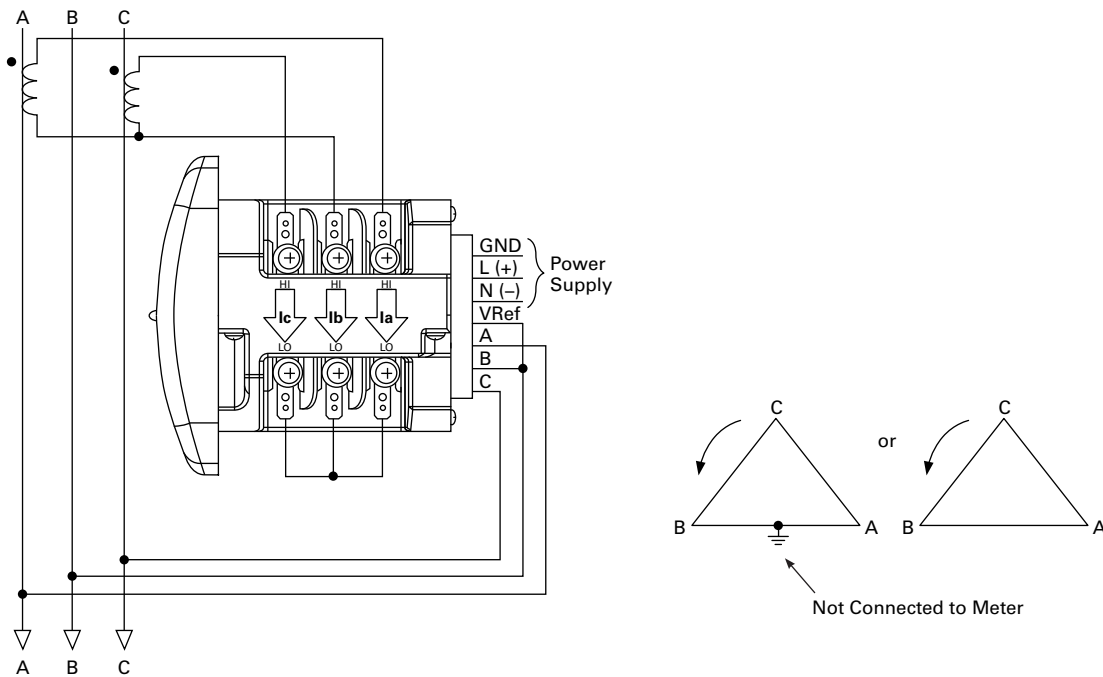 A B C
GND
L (+)
N (–)
Power
Supply
VRef
A
B
C
HI HI HI
Ic Ib Ia
LO LO LO
A B C
C
B A
or
C
B A
Not Connected to Meter